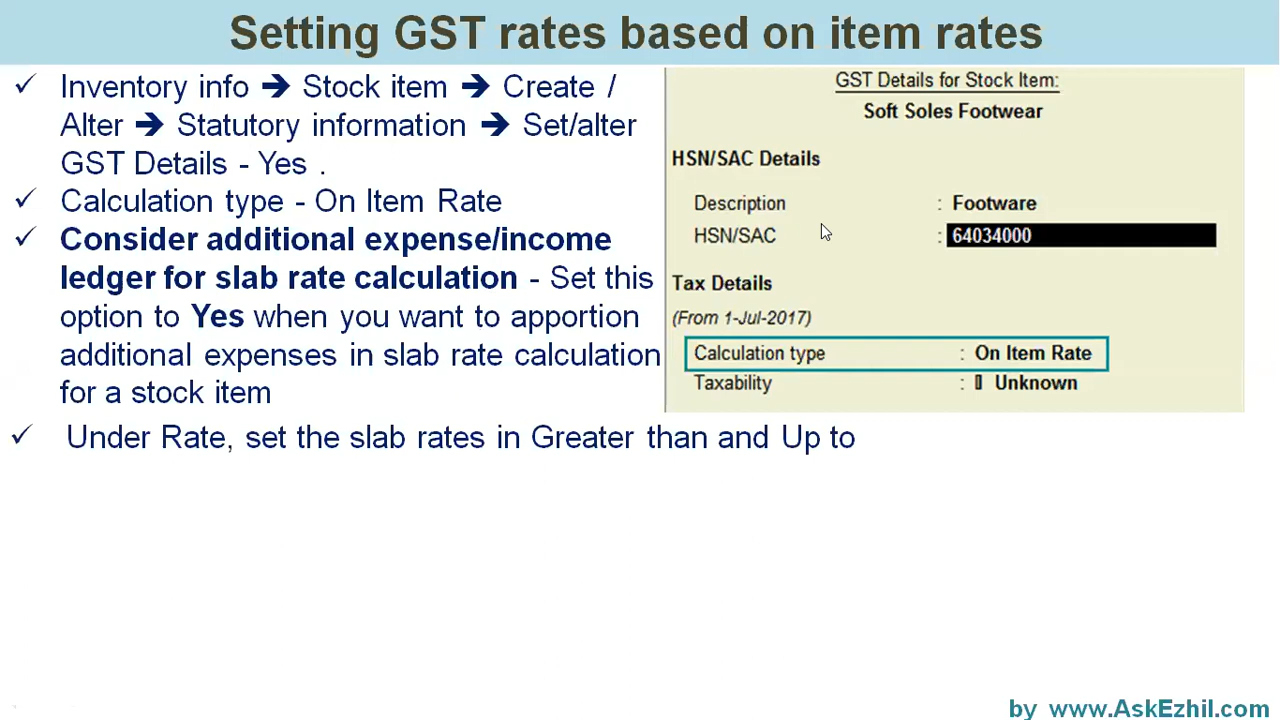 Setting GST rates based on item rates
✓ Inventory info ➔ Stock item ➔ Create /
Alter ➔ Statutory information ➔ Set/alter
GST Details - Yes .
✓ Calculation type - On Item Rate
✓ Consider additional expense/income
ledger for slab rate calculation - Set this
option to Yes when you want to apportion
additional expenses in slab rate calculation
for a stock item
✓ Under Rate, set the slab rates in Greater than and Up to
GST Details for Stock Item:
Soft Soles Footwear
HSN/SAC Details
Description : Footware
HSN/SAC : 64034000
Tax Details
(From 1-Jul-2017)
Calculation type : On Item Rate
Taxability : ▯ Unknown
by www.AskEzhil.com